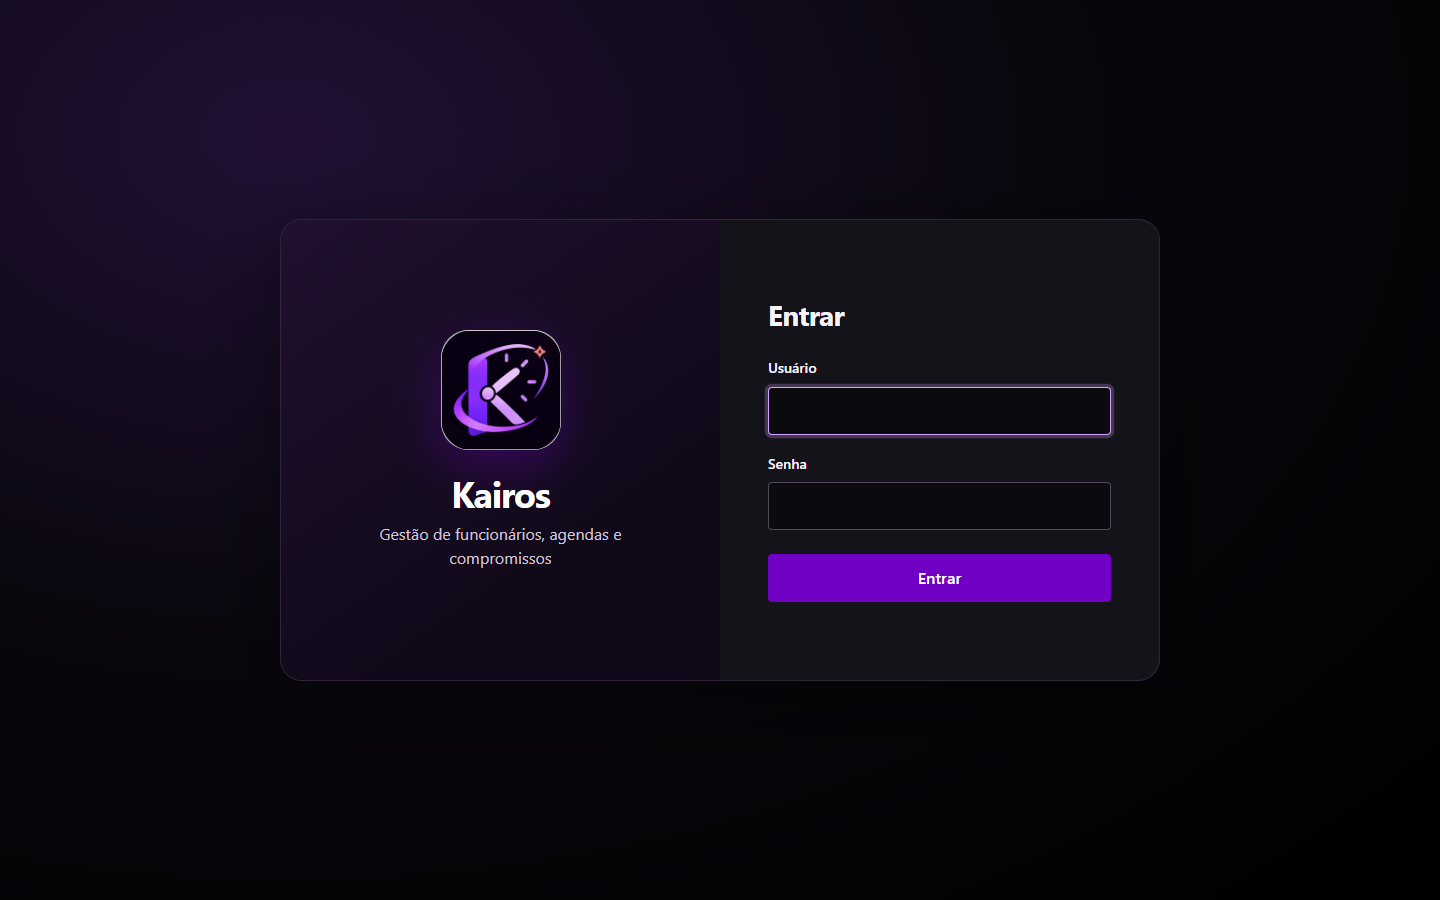 Kairos
Gestão de funcionários, agendas e
compromissos
Entrar
Usuário
Senha
Entrar